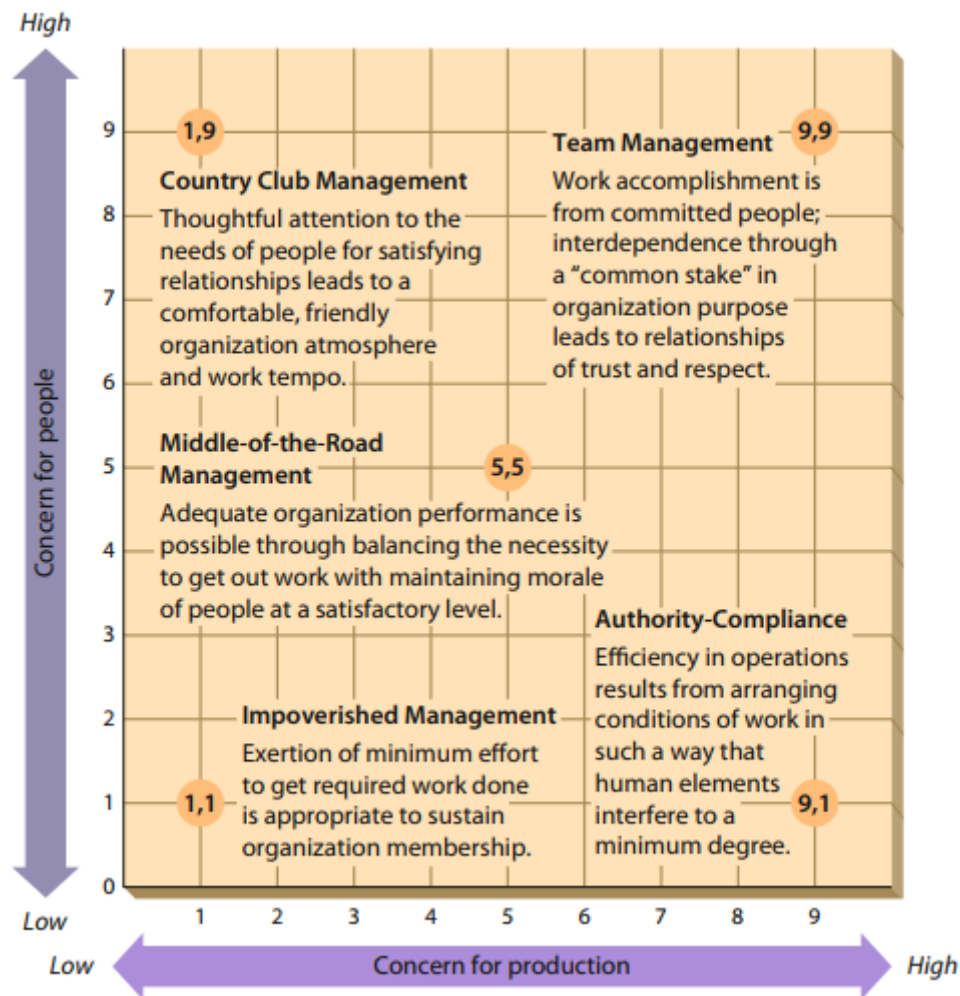 High
Concern for people
9
8
7
6
5
4
3
2
1
0
Low
1,9
Country Club Management
Thoughtful attention to the
needs of people for satisfying
relationships leads to a
comfortable, friendly
organization atmosphere
and work tempo.
Team Management
9,9
Work accomplishment is
from committed people;
interdependence through
a “common stake” in
organization purpose
leads to relationships
of trust and respect.
Middle-of-the-Road
Management
5,5
Adequate organization performance is
possible through balancing the necessity
to get out work with maintaining morale
of people at a satisfactory level.
Impoverished Management
1,1
Exertion of minimum effort
to get required work done
is appropriate to sustain
organization membership.
Authority-Compliance
Efficiency in operations
results from arranging
conditions of work in
such a way that
human elements
interfere to a
minimum degree.
9,1
1 2 3 4 5 6 7 8 9
Low
Concern for production
High